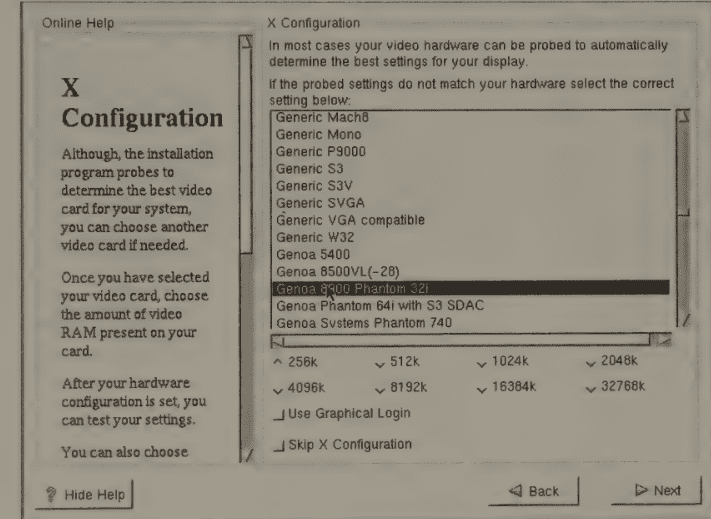 Online Help
X
Configuration
Although, the installation
program probes to
determine the best video
card for your system,
you can choose another
video card if needed.
Once you have selected
your video card, choose
the amount of video
RAM present on your
card.
After your hardware
configuration is set, you
can test your settings.
You can also choose
Hide Help
X Configuration
In most cases your video hardware can be probed to automatically
determine the best settings for your display.
If the probed settings do not match your hardware select the correct
setting below:
Generic Mach8
Generic Mono
Generic P9000
Generic S3
Generic S3V
Generic SVGA
Generic VGA compatible
Generic W32
Genoa 5400
Genoa 8500VL(-28)
Genoa 8900 Phantom 32i
Genoa Phantom 64i with S3 SDAC
Genoa Systems Phantom 740
256k 512k 1024k 2048k
4096k 8192k 16384k 32768k
Use Graphical Login
Skip X Configuration
Back Next